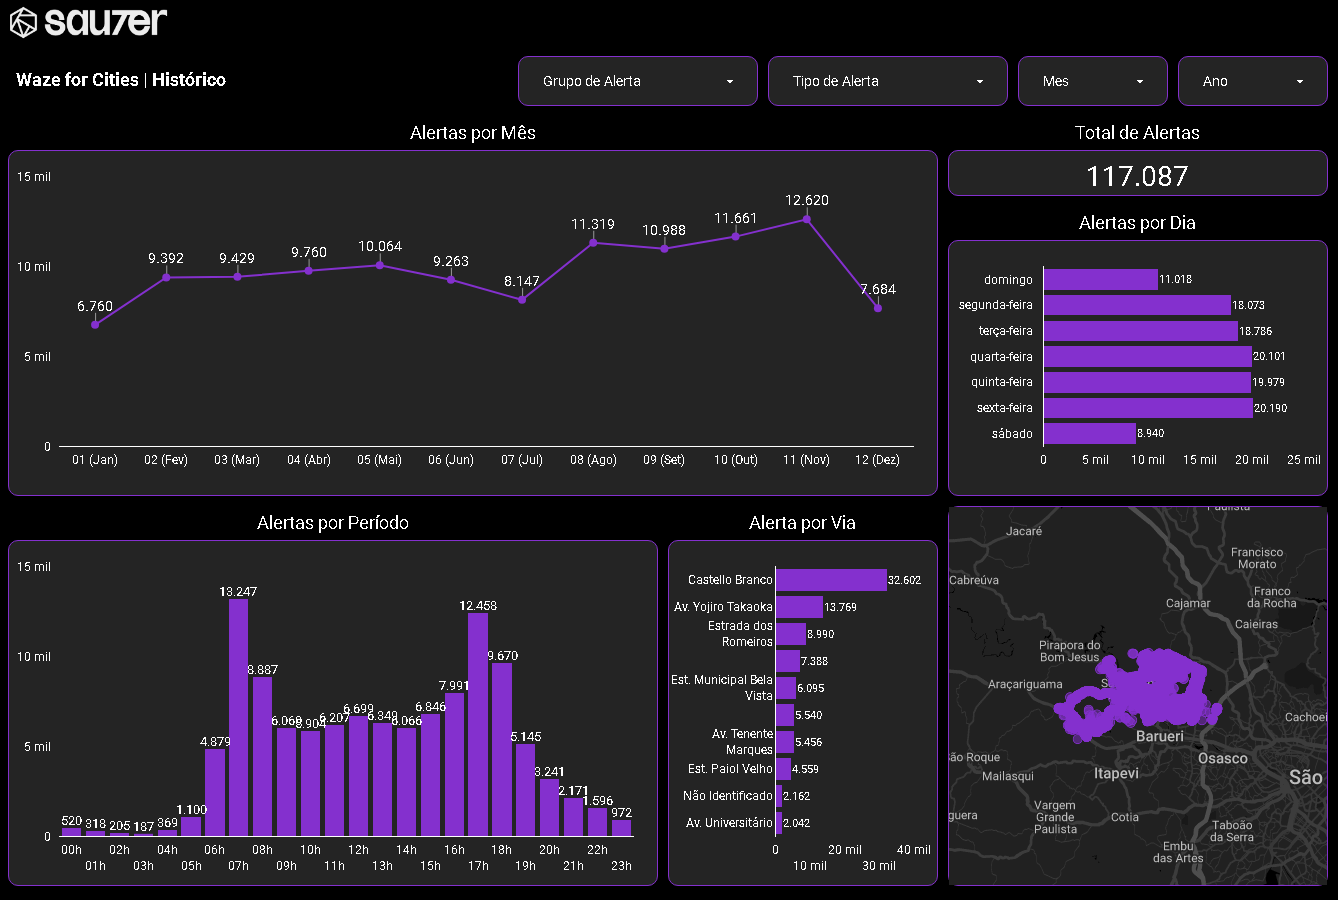 sau7er
Waze for Cities | Histórico
Grupo de Alerta
Tipo de Alerta
Mes
Ano
Alertas por Mês
15 mil
10 mil
5 mil
0
6.760
9.392
9.429
9.760
10.064
9.263
8.147
11.319
10.988
11.661
12.620
7.684
01 (Jan)
02 (Fev)
03 (Mar)
04 (Abr)
05 (Mai)
06 (Jun)
07 (Jul)
08 (Ago)
09 (Set)
10 (Out)
11 (Nov)
12 (Dez)
Total de Alertas
117.087
Alertas por Dia
domingo 11.018
segunda-feira 18.073
terça-feira 18.786
quarta-feira 20.101
quinta-feira 19.979
sexta-feira 20.190
sábado 8.940
0
5 mil
10 mil
15 mil
20 mil
25 mil
Alertas por Período
15 mil
10 mil
5 mil
0
520
318
205
187
369
1.100
4.879
13.247
8.887
6.207
6.699
6.066
6.846
7.991
12.458
9.670
5.145
3.241
2.171
1.596
972
00h
01h
02h
03h
04h
05h
06h
07h
08h
09h
10h
11h
12h
13h
14h
15h
16h
17h
18h
19h
20h
21h
22h
23h
Alerta por Via
Castello Branco 32.602
Av. Yojiro Takaoka 13.769
Estrada dos
Romeiros 8.990
7.388
Est. Municipal Bela
Vista 6.095
5.540
Av. Tenente
Marques 5.456
Est. Paiol Velho 4.559
Não Identificado 2.162
Av. Universitário 2.042
0
10 mil
20 mil
30 mil
40 mil
Paulista
Jacaré
Francisco
Morato
Cabreúva
Franco
da Rocha
Cajamar
Caieiras
Pirapora do
Bom Jesus
Araçariguama
Cachoei
Barueri
ão Roque
Osasco
Mailasqui
Itapevi
São
guera
Vargem
Grande
Paulista
Cotia
Taboão
da Serra
Embu
das Artes